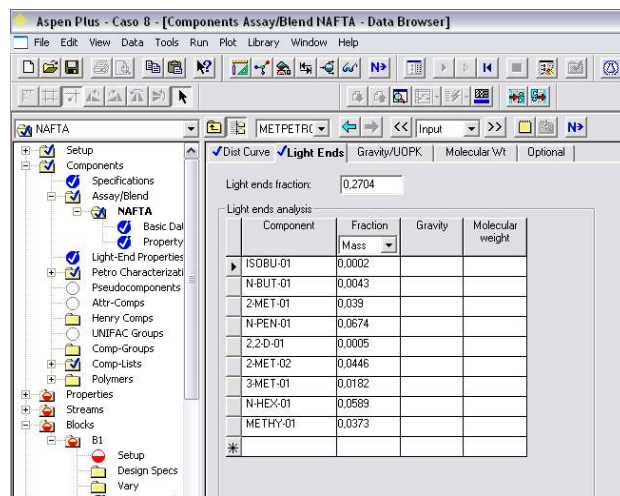 Aspen Plus - Caso 8 - [Components Assay/Blend NAFTA - Data Browser]
File Edit View Data Tools Run Plot Library Window Help
NAFTA METPETRO Input N>
Setup
Components
Specifications
Assay/Blend
NAFTA
Basic Dat
Property
Light-End Properties
Petro Characterizati
Pseudocomponents
Attr-Comps
Henry Comps
UNIFAC Groups
Comp-Groups
Comp-Lists
Polymers
Properties
Streams
Blocks
B1
Setup
Design Specs
Vary
Dist Curve Light Ends Gravity/UOPK Molecular Wt Optional
Light ends fraction: 0,2704
Light ends analysis
Component Fraction Gravity Molecular weight
Mass
ISOBU-01 0,0002
N-BUT-01 0,0043
2-MET-01 0,039
N-PEN-01 0,0674
2,2-D-01 0,0005
2-MET-02 0,0446
3-MET-01 0,0182
N-HEX-01 0,0589
METHY-01 0,0373